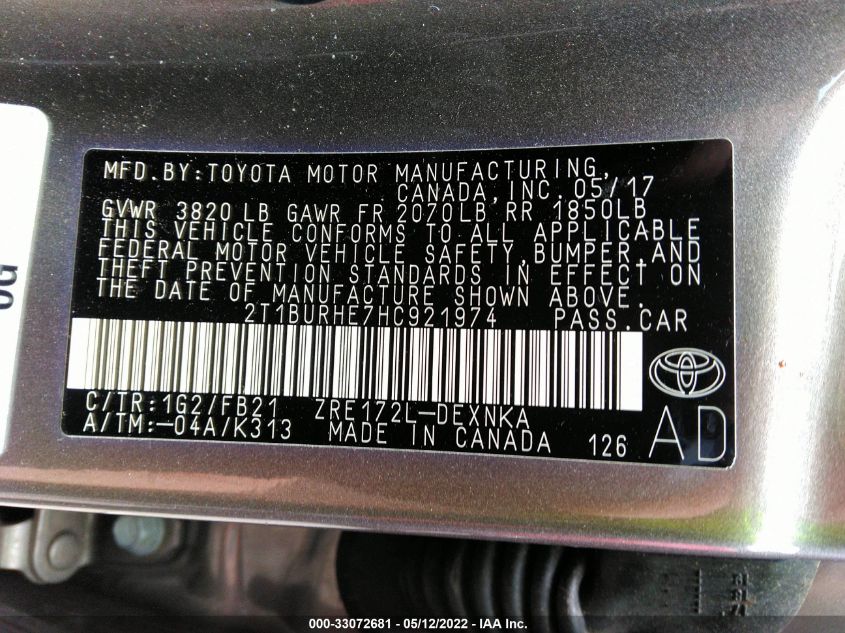 MFD.BY:TOYOTA MOTOR MANUFACTURING,
CANADA,INC.05/17
GVWR 3820LB GAWR FR 2070LB RR 1850LB
THIS VEHICLE CONFORMS TO ALL APPLICABLE
FEDERAL MOTOR VEHICLE SAFETY,BUMPER,AND
THEFT PREVENTION STANDARDS IN EFFECT ON
THE DATE OF MANUFACTURE SHOWN ABOVE.
2T1BURHE7HC921974 PASS.CAR
C/TR:1G2/FB21 ZRE172L-DEXNKA
A/TM:-04A/K313 MADE IN CANADA 126 AD
000-33072681 - 05/12/2022 - IAA Inc.